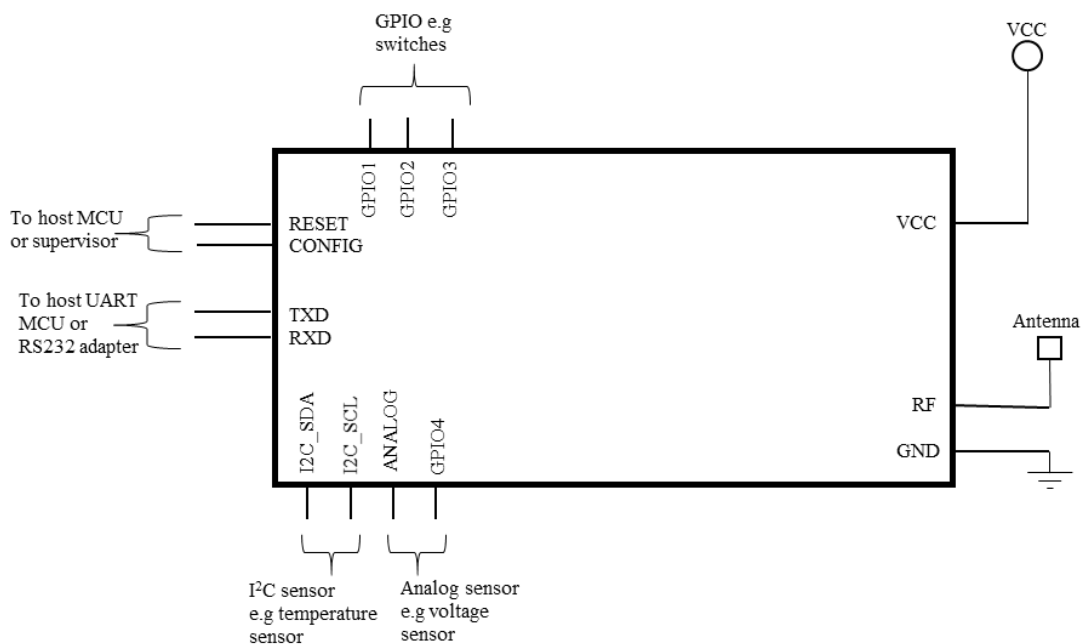 GPIO e.g
switches
VCC
GPIO1
GPIO2
GPIO3
To host MCU
or supervisor
RESET
CONFIG
VCC
To host UART
MCU or
RS232 adapter
TXD
RXD
Antenna
RF
GND
I2C_SDA
I2C_SCL
ANALOG
GPIO4
I²C sensor
e.g temperature
sensor
Analog sensor
e.g voltage
sensor